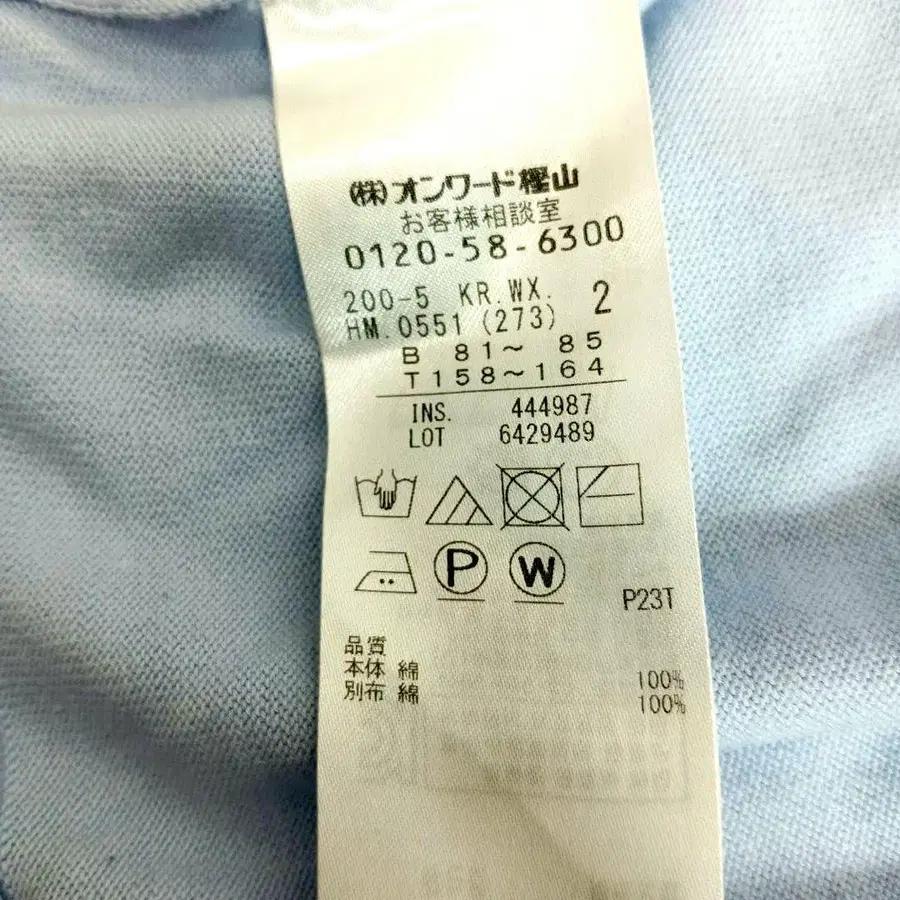 (株)オンワード樫山
お客様相談室
0120-58-6300
200-5 KR.WX. 2
HM.0551 (273)
B 81〜 85
T158〜164
INS. 444987
LOT 6429489
P W
P23T
品質
本体 綿 100%
別布 綿 100%